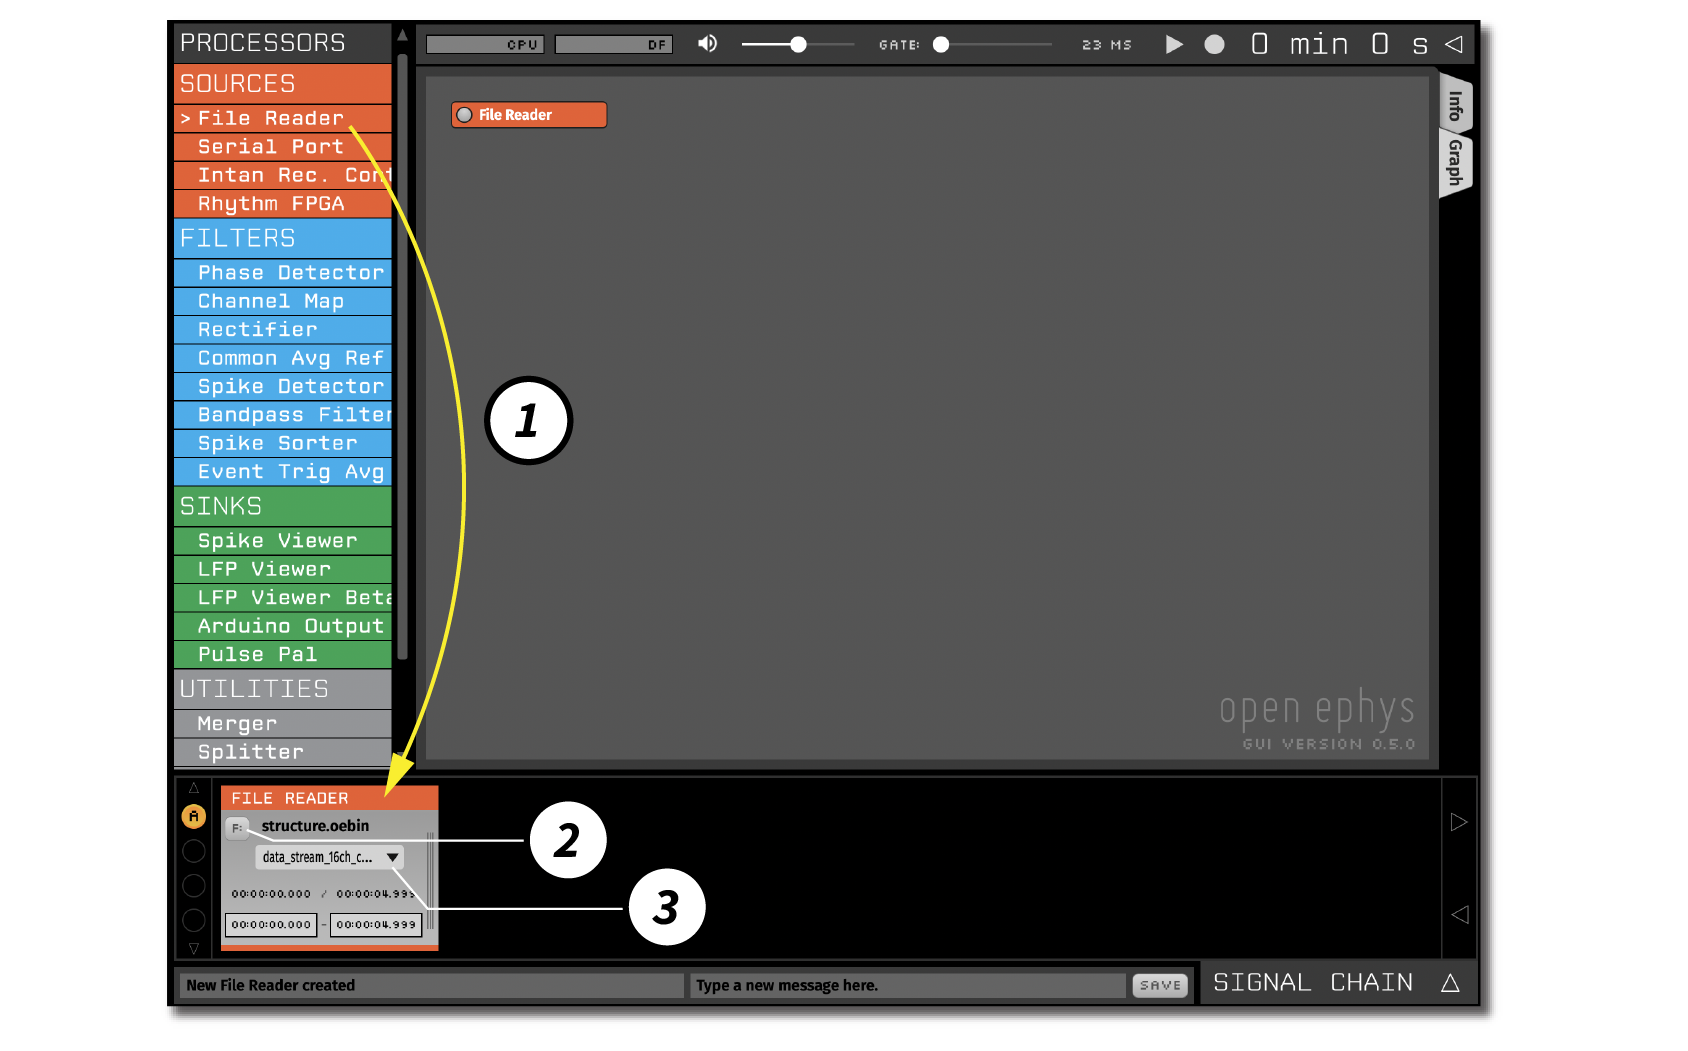 PROCESSORS
SOURCES
> File Reader
Serial Port
Intan Rec. Cont
Rhythm FPGA
FILTERS
Phase Detector
Channel Map
Rectifier
Common Avg Ref
Spike Detector
Bandpass Filter
Spike Sorter
Event Trig Avg
SINKS
Spike Viewer
LFP Viewer
LFP Viewer Beta
Arduino Output
Pulse Pal
UTILITIES
Merger
Splitter
CPU
DF
GATE:
23 MS
0 min 0 s
File Reader
Info
Graph
1
open ephys
GUI VERSION 0.5.0
A
FILE READER
F:
structure.oebin
data_stream_16ch_c...
00:00:00.000 / 00:00:04.999
00:00:00.000 - 00:00:04.999
2
3
New File Reader created
Type a new message here.
SAVE
SIGNAL CHAIN